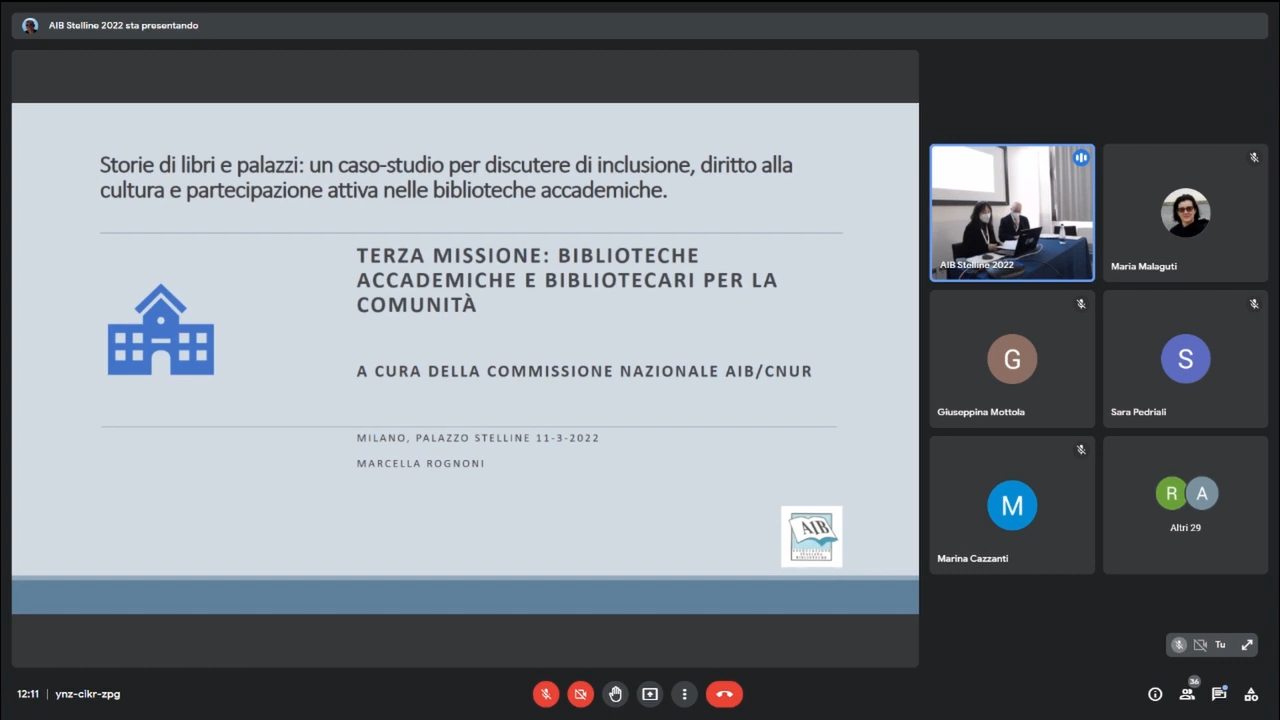 AIB Stelline 2022 sta presentando
Storie di libri e palazzi: un caso-studio per discutere di inclusione, diritto alla
cultura e partecipazione attiva nelle biblioteche accademiche.
TERZA MISSIONE: BIBLIOTECHE
ACCADEMICHE E BIBLIOTECARI PER LA
COMUNITÀ
A CURA DELLA COMMISSIONE NAZIONALE AIB/CNUR
MILANO, PALAZZO STELLINE 11-3-2022
MARCELLA ROGNONI
AIB
ASSOCIAZIONE
ITALIANA
BIBLIOTECHE
AIB Stelline 2022
Maria Malaguti
G
Giuseppina Mottola
S
Sara Pedriali
M
Marina Cazzanti
R A
Altri 29
Tu
12:11 | ynz-cikr-zpg
36